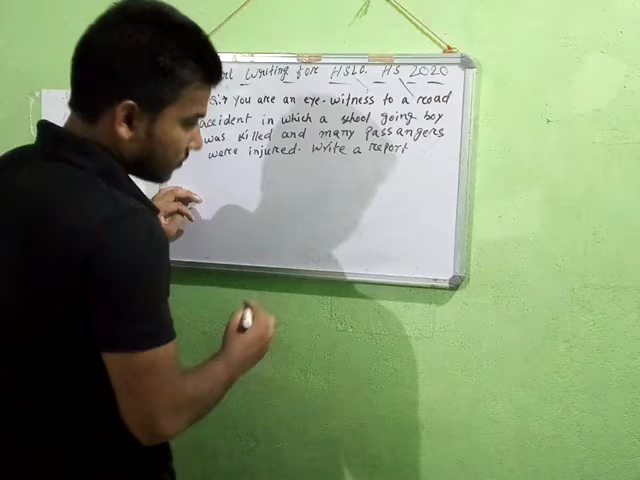 Writing for HSLC. HS 2020
You are an eye-witness to a road
accident in which a school going boy
was killed and many Passangers
ware injured. Write a report